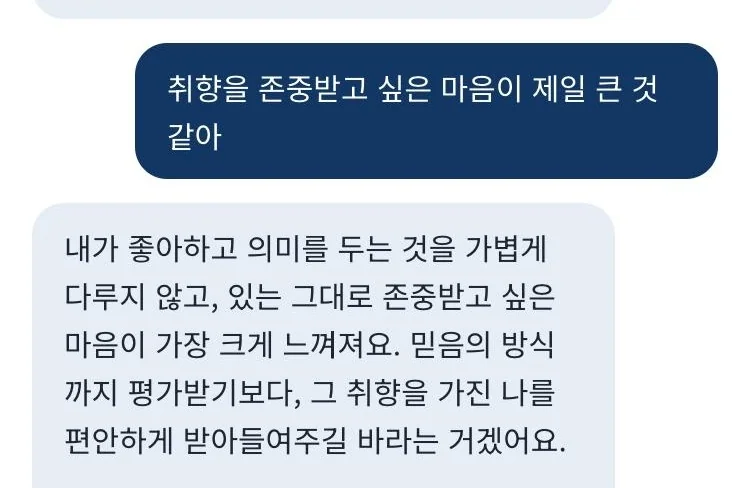 취향을 존중받고 싶은 마음이 제일 큰 것
같아
내가 좋아하고 의미를 두는 것을 가볍게
다루지 않고, 있는 그대로 존중받고 싶은
마음이 가장 크게 느껴져요. 믿음의 방식
까지 평가받기보다, 그 취향을 가진 나를
편안하게 받아들여주길 바라는 거겠어요.